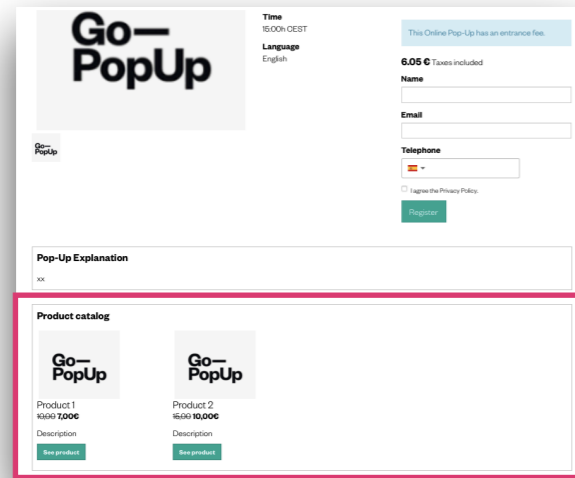 Go—
PopUp
Time
15:00h CEST
Language
English
This Online Pop-Up has an entrance fee.
6.05 € Taxes included
Name
Email
Telephone
I agree the Privacy Policy.
Register
Go—
PopUp
Pop-Up Explanation
xx
Product catalog
Go—
PopUp
Go—
PopUp
Product 1
10,00 7,00€
Description
See product
Product 2
15,00 10,00€
Description
See product